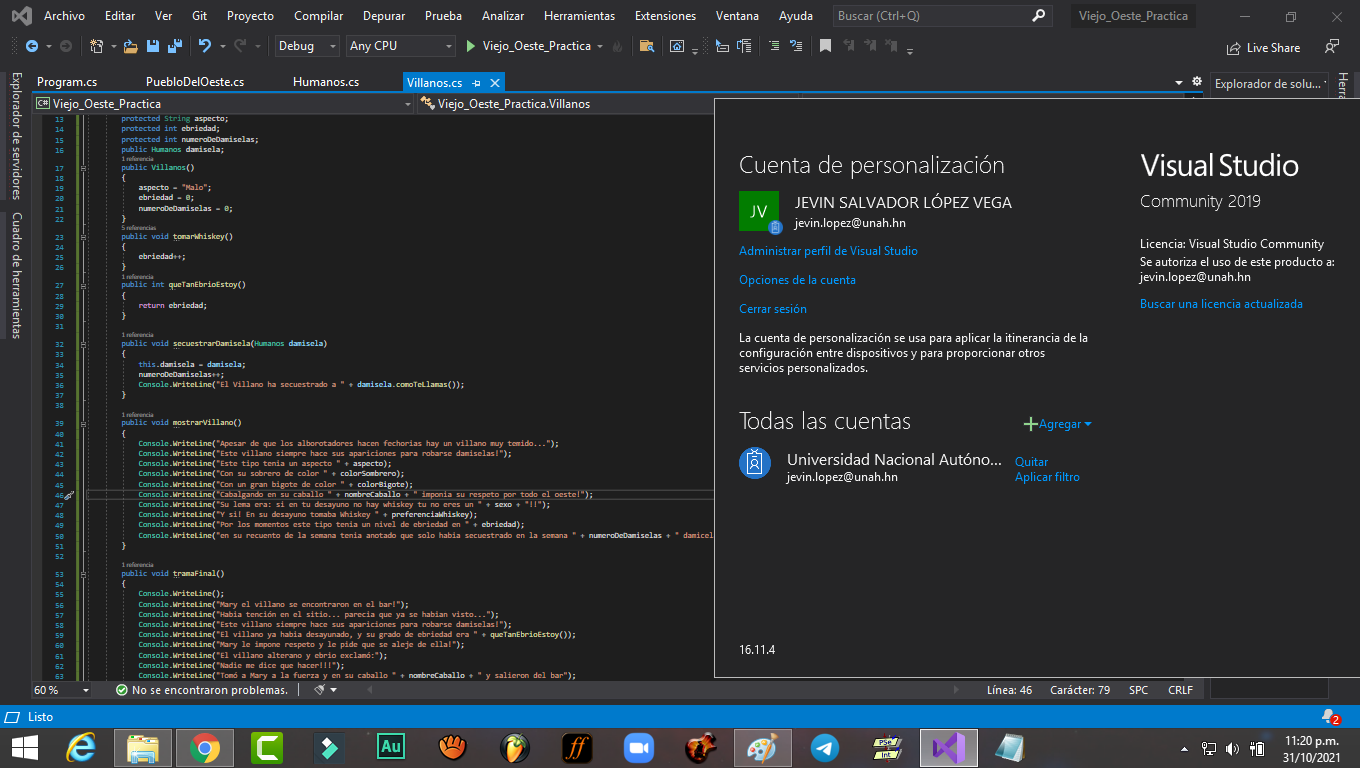 Archivo Editar Ver Git Proyecto Compilar Depurar Prueba Analizar Herramientas Extensiones Ventana Ayuda Buscar (Ctrl+Q) Viejo_Oeste_Practica
Debug Any CPU Viejo_Oeste_Practica Live Share
Program.cs PuebloDelOeste.cs Humanos.cs Villanos.cs Explorador de solu...
Explorador de servidores
Cuadro de herramientas
Herra
C# Viejo_Oeste_Practica Viejo_Oeste_Practica.Villanos
13 protected String aspecto;
14 protected int ebriedad;
15 protected int numeroDeDamiselas;
16 public Humanos damisela;
1 referencia
17 public Villanos()
18 {
19 aspecto = "Malo";
20 ebriedad = 0;
21 numeroDeDamiselas = 0;
22 }
5 referencias
23 public void tomarWhiskey()
24 {
25 ebriedad++;
26 }
1 referencia
27 public int queTanEbrioEstoy()
28 {
29 return ebriedad;
30 }
31
1 referencia
32 public void secuestrarDamisela(Humanos damisela)
33 {
34 this.damisela = damisela;
35 numeroDeDamiselas++;
36 Console.WriteLine("El Villano ha secuestrado a " + damisela.comoTeLlamas());
37 }
38
1 referencia
39 public void mostrarVillano()
40 {
41 Console.WriteLine("Apesar de que los alborotadores hacen fechorias hay un villano muy temido...");
42 Console.WriteLine("Este villano siempre hace sus apariciones para robarse damiselas!");
43 Console.WriteLine("Este tipo tenia un aspecto " + aspecto);
44 Console.WriteLine("Con su sobrero de color " + colorSombrero);
45 Console.WriteLine("Con un gran bigote de color " + colorBigote);
46 Console.WriteLine("Cabalgando en su caballo " + nombreCaballo + " imponia su respeto por todo el oeste!");
47 Console.WriteLine("Su lema era: si en tu desayuno no hay whiskey tu no eres un " + sexo + "!!");
48 Console.WriteLine("Y si! En su desayuno tomaba Whiskey " + preferenciaWhiskey);
49 Console.WriteLine("Por los momentos este tipo tenia un nivel de ebriedad en " + ebriedad);
50 Console.WriteLine("en su recuento de la semana tenia anotado que solo habia secuestrado en la semana " + numeroDeDamiselas + " damicel
51 }
52
1 referencia
53 public void tramaFinal()
54 {
55 Console.WriteLine();
56 Console.WriteLine("Mary el villano se encontraron en el bar!");
57 Console.WriteLine("Habia tención en el sitio... parecia que ya se habian visto...");
58 Console.WriteLine("Este villano siempre hace sus apariciones para robarse damiselas!");
59 Console.WriteLine("El villano ya habia desayunado, y su grado de ebriedad era " + queTanEbrioEstoy());
60 Console.WriteLine("Mary le impone respeto y le pide que se aleje de ella!");
61 Console.WriteLine("El villano alterano y ebrio exclamó:");
62 Console.WriteLine("Nadie me dice que hacer!!!");
63 Console.WriteLine("Tomó a Mary a la fuerza y en su caballo " + nombreCaballo + " y salieron del bar");
Cuenta de personalización
JV
JEVIN SALVADOR LÓPEZ VEGA
jevin.lopez@unah.hn
Administrar perfil de Visual Studio
Opciones de la cuenta
Cerrar sesión
La cuenta de personalización se usa para aplicar la itinerancia de la
configuración entre dispositivos y para proporcionar otros
servicios personalizados.
Todas las cuentas
Agregar
Universidad Nacional Autóno...
jevin.lopez@unah.hn
Quitar
Aplicar filtro
16.11.4
Visual Studio
Community 2019
Licencia: Visual Studio Community
Se autoriza el uso de este producto a:
jevin.lopez@unah.hn
Buscar una licencia actualizada
60 % No se encontraron problemas. Línea: 46 Carácter: 79 SPC CRLF
Listo 2
Au ff PSe Int
11:20 p.m.
31/10/2021